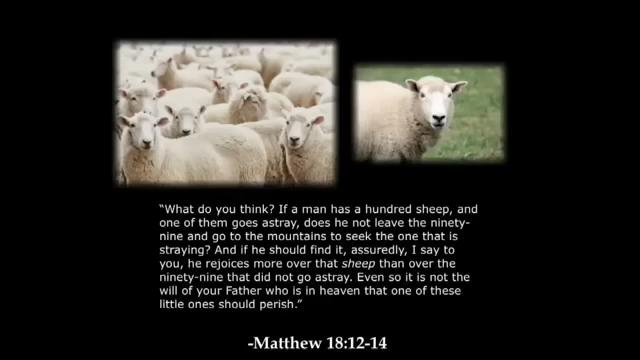 “What do you think? If a man has a hundred sheep, and
one of them goes astray, does he not leave the ninety-
nine and go to the mountains to seek the one that is
straying? And if he should find it, assuredly, I say to
you, he rejoices more over that sheep than over the
ninety-nine that did not go astray. Even so it is not the
will of your Father who is in heaven that one of these
little ones should perish.”
-Matthew 18:12-14